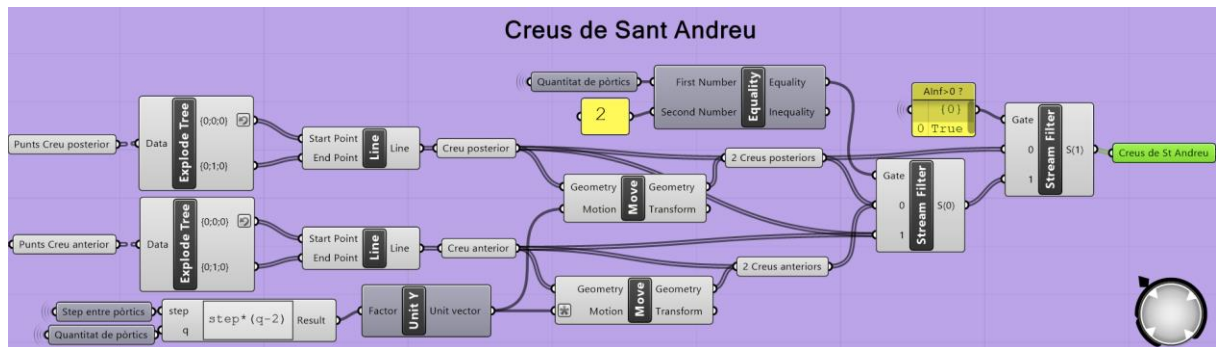 Creus de Sant Andreu
Quantitat de pòrtics
First Number
Second Number
Equality
Equality
Inequality
2
AInf>0 ?
{0}
0 True
Gate
0
1
Stream Filter
S(1)
Creus de St Andreu
Punts Creu posterior
Data
Explode Tree
{0;0;0}
{0;1;0}
Start Point
End Point
Line
Line
Creu posterior
Geometry
Motion
Move
Geometry
Transform
2 Creus posteriors
Gate
0
1
Stream Filter
S(0)
Punts Creu anterior
Data
Explode Tree
{0;0;0}
{0;1;0}
Start Point
End Point
Line
Line
Creu anterior
Geometry
Motion
Move
Geometry
Transform
2 Creus anteriors
Step entre pòrtics
Quantitat de pòrtics
step
q
step*(q-2)
Result
Factor
Unit Y
Unit vector